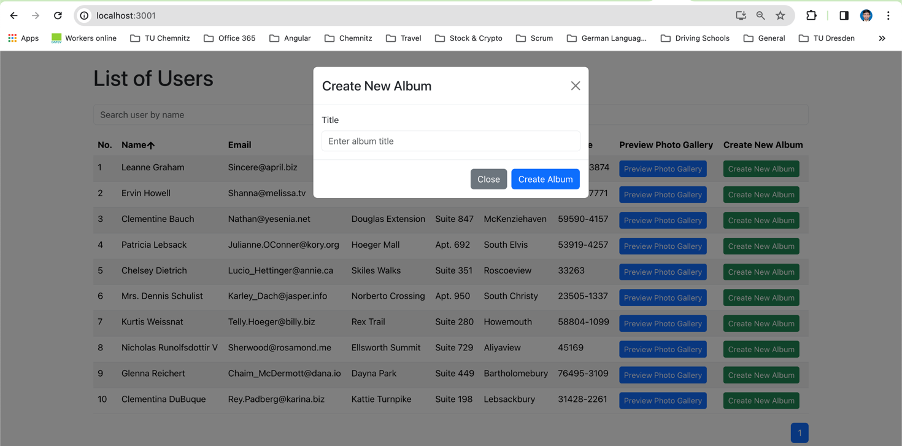 localhost:3001
Apps Workers online TU Chemnitz Office 365 Angular Chemnitz Travel Stock & Crypto Scrum German Languag... Driving Schools General TU Dresden »
List of Users
Create New Album
Search user by name
Title
Enter album title
Close Create Album
No. Name Email Preview Photo Gallery Create New Album
1 Leanne Graham Sincere@april.biz Preview Photo Gallery Create New Album
2 Ervin Howell Shanna@melissa.tv Preview Photo Gallery Create New Album
3 Clementine Bauch Nathan@yesenia.net Douglas Extension Suite 847 McKenziehaven 59590-4157 Preview Photo Gallery Create New Album
4 Patricia Lebsack Julianne.OConner@kory.org Hoeger Mall Apt. 692 South Elvis 53919-4257 Preview Photo Gallery Create New Album
5 Chelsey Dietrich Lucio_Hettinger@annie.ca Skiles Walks Suite 351 Roscoeview 33263 Preview Photo Gallery Create New Album
6 Mrs. Dennis Schulist Karley_Dach@jasper.info Norberto Crossing Apt. 950 South Christy 23505-1337 Preview Photo Gallery Create New Album
7 Kurtis Weissnat Telly.Hoeger@billy.biz Rex Trail Suite 280 Howemouth 58804-1099 Preview Photo Gallery Create New Album
8 Nicholas Runolfsdottir V Sherwood@rosamond.me Ellsworth Summit Suite 729 Aliyaview 45169 Preview Photo Gallery Create New Album
9 Glenna Reichert Chaim_McDermott@dana.io Dayna Park Suite 449 Bartholomebury 76495-3109 Preview Photo Gallery Create New Album
10 Clementina DuBuque Rey.Padberg@karina.biz Kattie Turnpike Suite 198 Lebsackbury 31428-2261 Preview Photo Gallery Create New Album
1